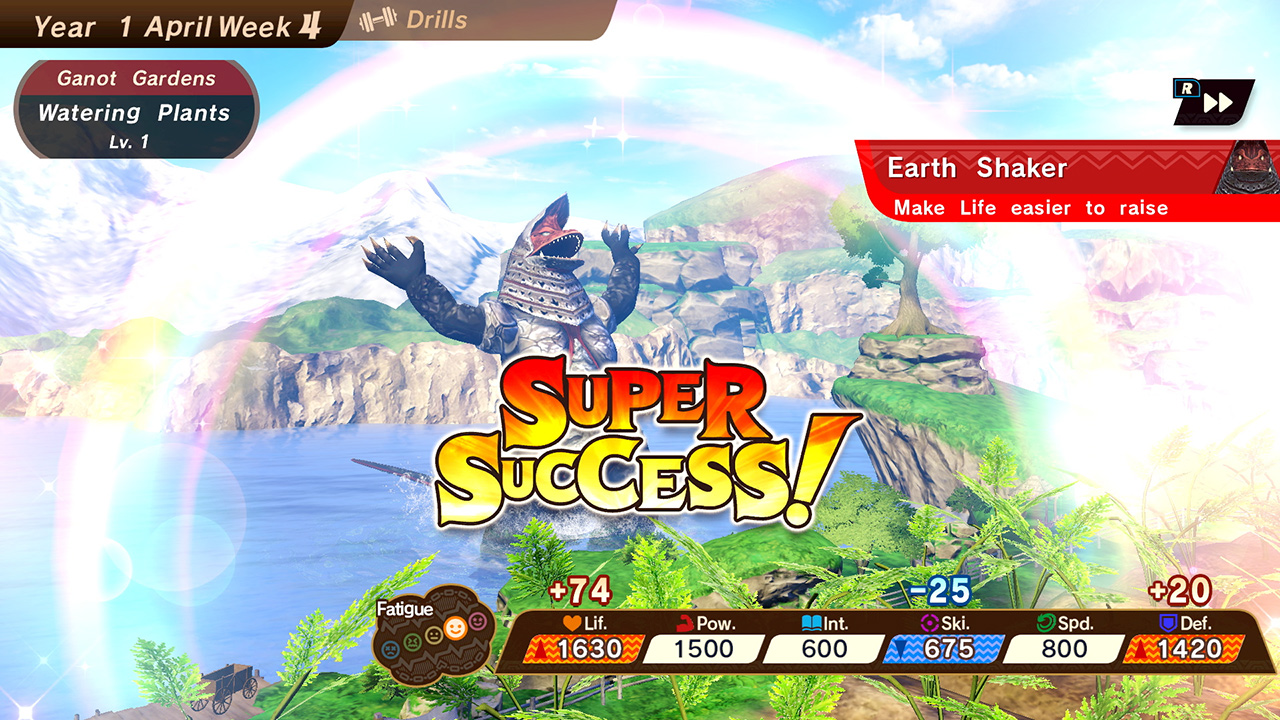 Year 1 April Week 4
Drills
Ganot Gardens
Watering Plants
Lv. 1
R
Earth Shaker
Make Life easier to raise
SUPER
SUCCESS!
+74
-25
+20
Fatigue
Lif.
Pow.
Int.
Ski.
Spd.
Def.
1630
1500
600
675
800
1420